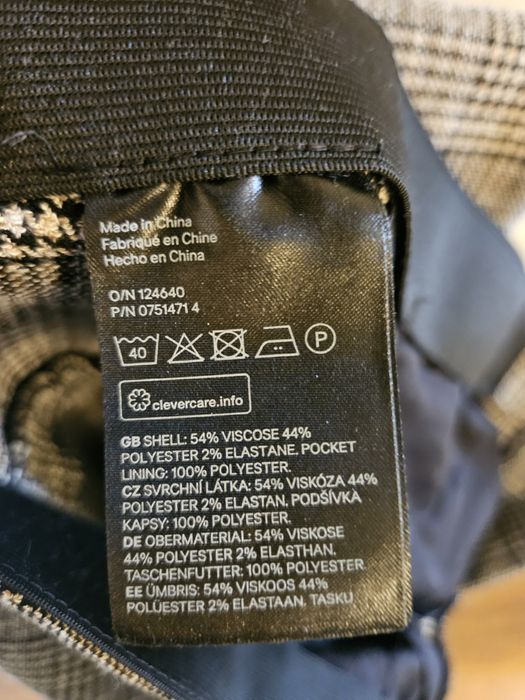 Made in China
Fabriqué en Chine
Hecho en China
O/N 124640
P/N 0751471 4
40
P
clevercare.info
GB SHELL: 54% VISCOSE 44%
POLYESTER 2% ELASTANE. POCKET
LINING: 100% POLYESTER.
CZ SVRCHNÍ LÁTKA: 54% VISKÓZA 44%
POLYESTER 2% ELASTAN. PODŠÍVKA
KAPSY: 100% POLYESTER.
DE OBERMATERIAL: 54% VISKOSE
44% POLYESTER 2% ELASTHAN.
TASCHENFUTTER: 100% POLYESTER.
EE ÜMBRIS: 54% VISKOOS 44%
POLÜESTER 2% ELASTAAN. TASKU